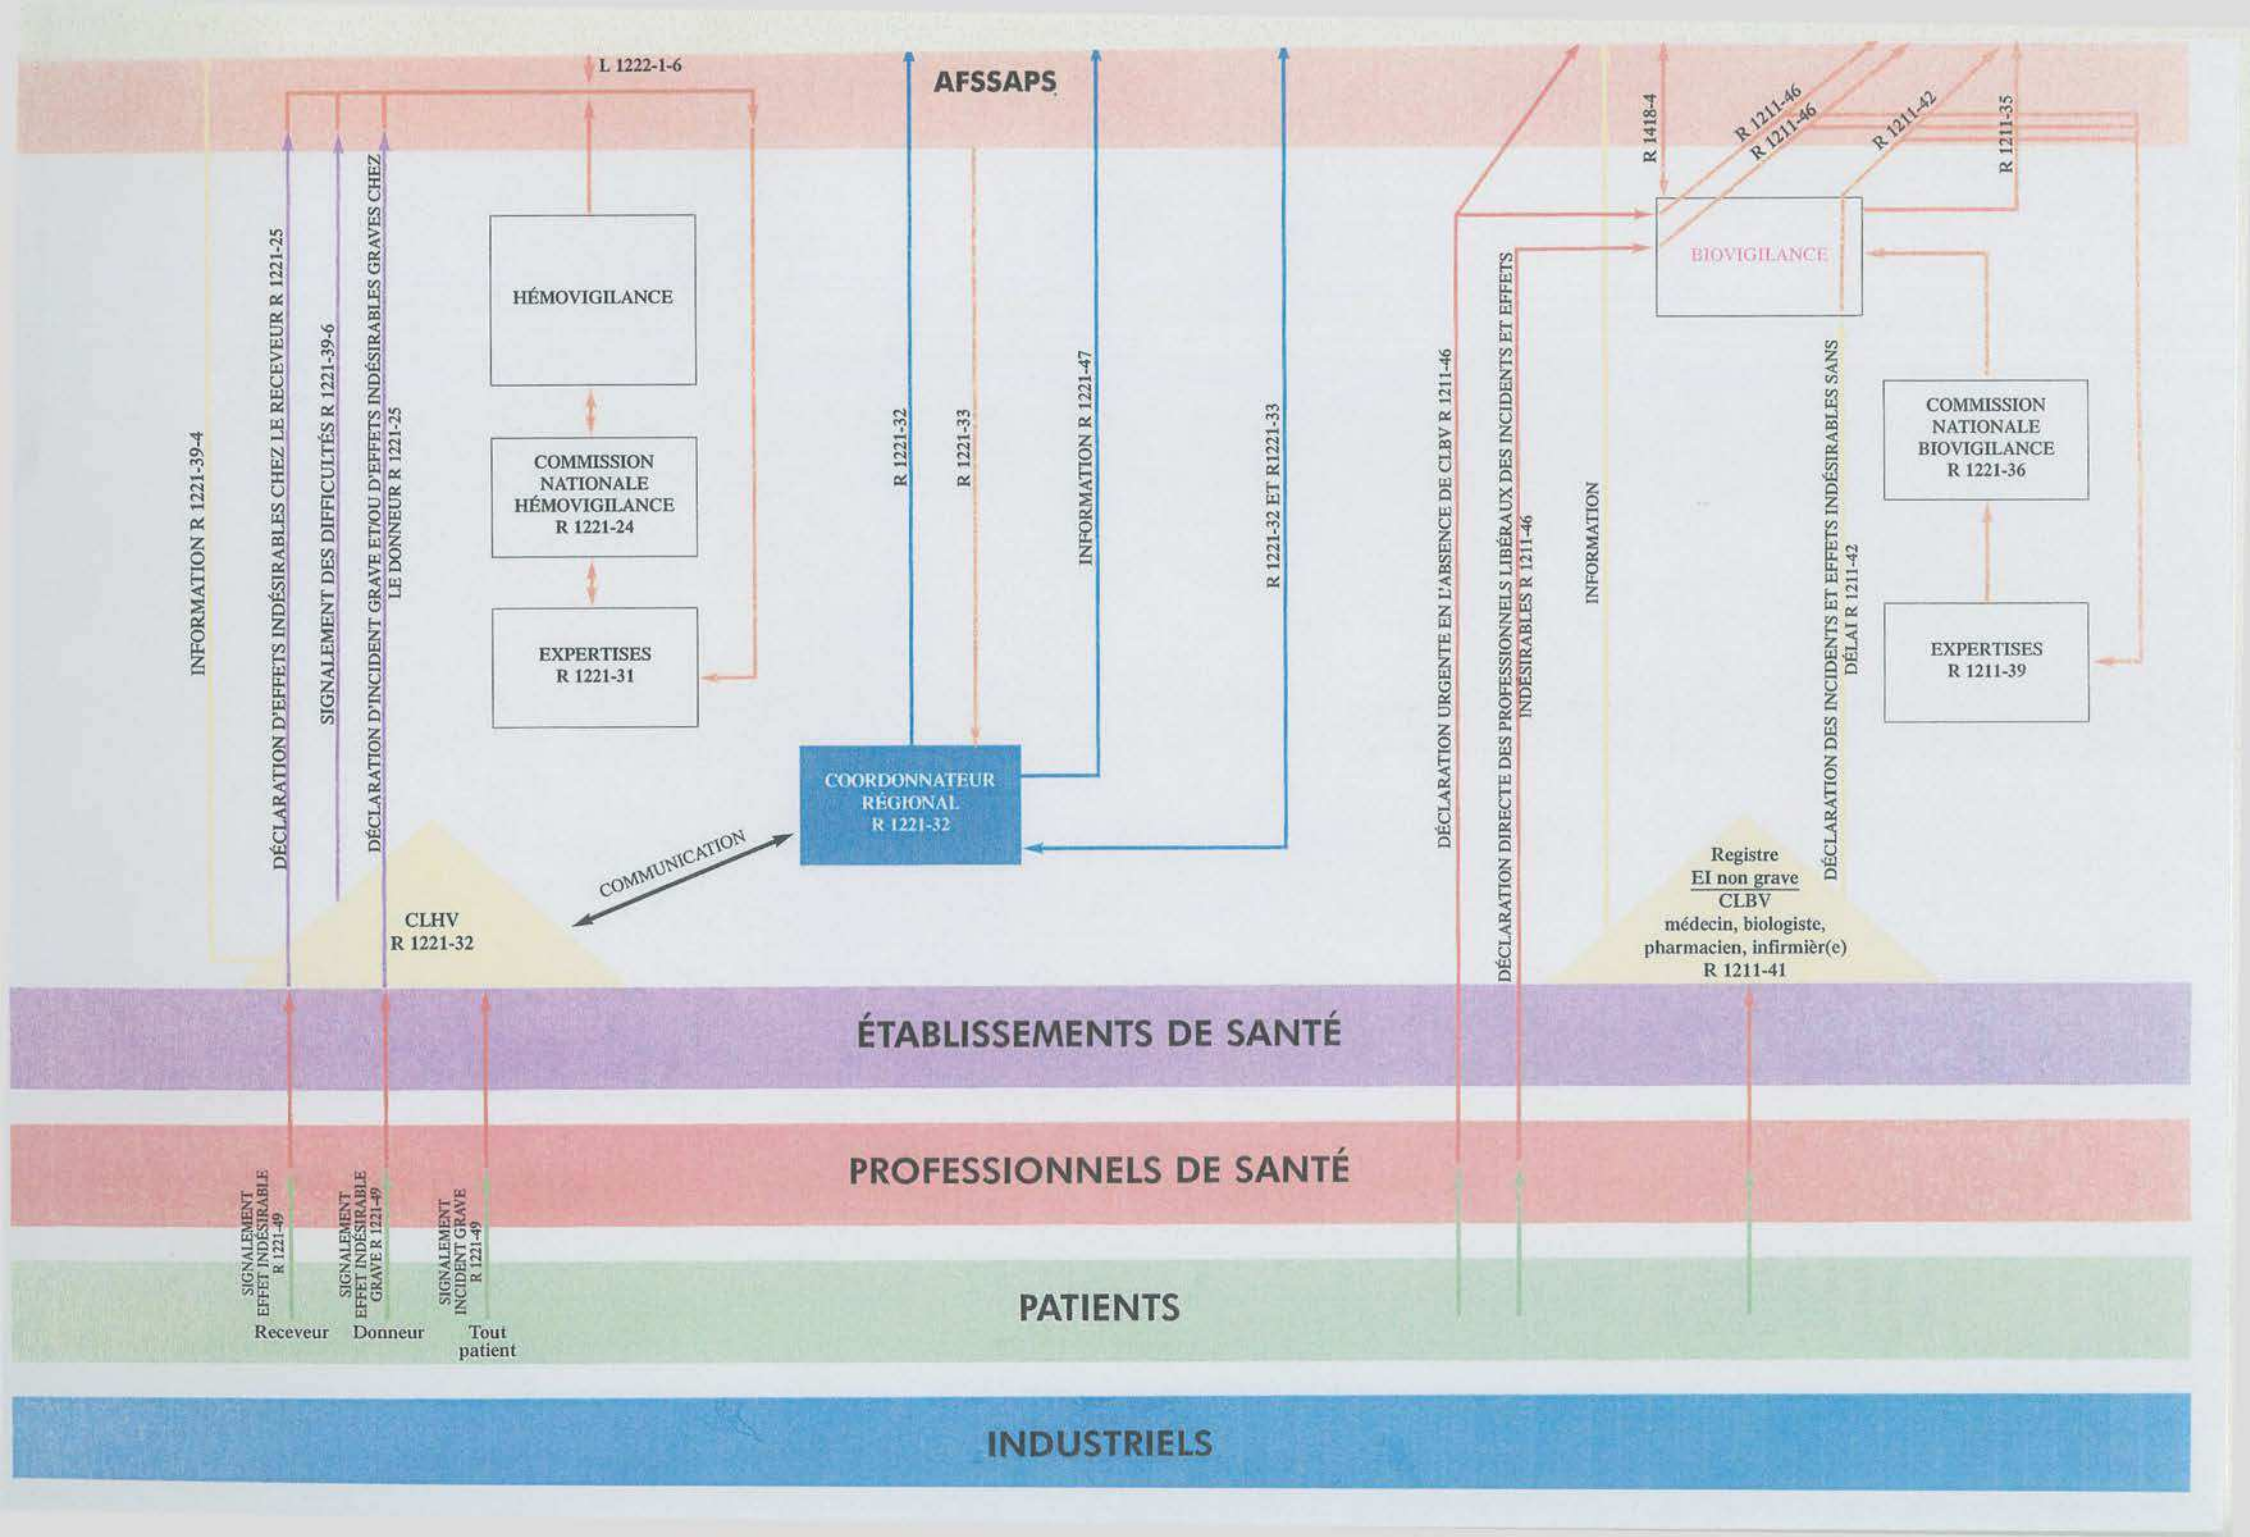 L 1222-1-6
AFSSAPS
R 1418-4
R 1211-46
R 1211-46
R 1211-42
R 1211-35
INFORMATION R 1221-39-4
DÉCLARATION D'EFFETS INDÉSIRABLES CHEZ LE RECEVEUR R 1221-25
SIGNALEMENT DES DIFFICULTÉS R 1221-39-6
DÉCLARATION D'INCIDENT GRAVE ET/OU D'EFFETS INDÉSIRABLES GRAVES CHEZ
LE DONNEUR R 1221-25
HÉMOVIGILANCE
COMMISSION
NATIONALE
HÉMOVIGILANCE
R 1221-24
EXPERTISES
R 1221-31
R 1221-32
R 1221-33
INFORMATION R 1221-47
R 1221-32 ET R1221-33
COORDONNATEUR
RÉGIONAL
R 1221-32
COMMUNICATION
CLHV
R 1221-32
DÉCLARATION URGENTE EN L'ABSENCE DE CLBV R 1211-46
DÉCLARATION DIRECTE DES PROFESSIONNELS LIBÉRAUX DES INCIDENTS ET EFFETS
INDÉSIRABLES R 1211-46
INFORMATION
BIOVIGILANCE
DÉCLARATION DES INCIDENTS ET EFFETS INDÉSIRABLES SANS
DÉLAI R 1211-42
COMMISSION
NATIONALE
BIOVIGILANCE
R 1221-36
EXPERTISES
R 1211-39
Registre
EI non grave
CLBV
médecin, biologiste,
pharmacien, infirmièr(e)
R 1211-41
ÉTABLISSEMENTS DE SANTÉ
PROFESSIONNELS DE SANTÉ
SIGNALEMENT
EFFET INDÉSIRABLE
R 1221-49
SIGNALEMENT
EFFET INDÉSIRABLE
GRAVE R 1221-49
SIGNALEMENT
INCIDENT GRAVE
R 1221-49
PATIENTS
Receveur
Donneur
Tout
patient
INDUSTRIELS